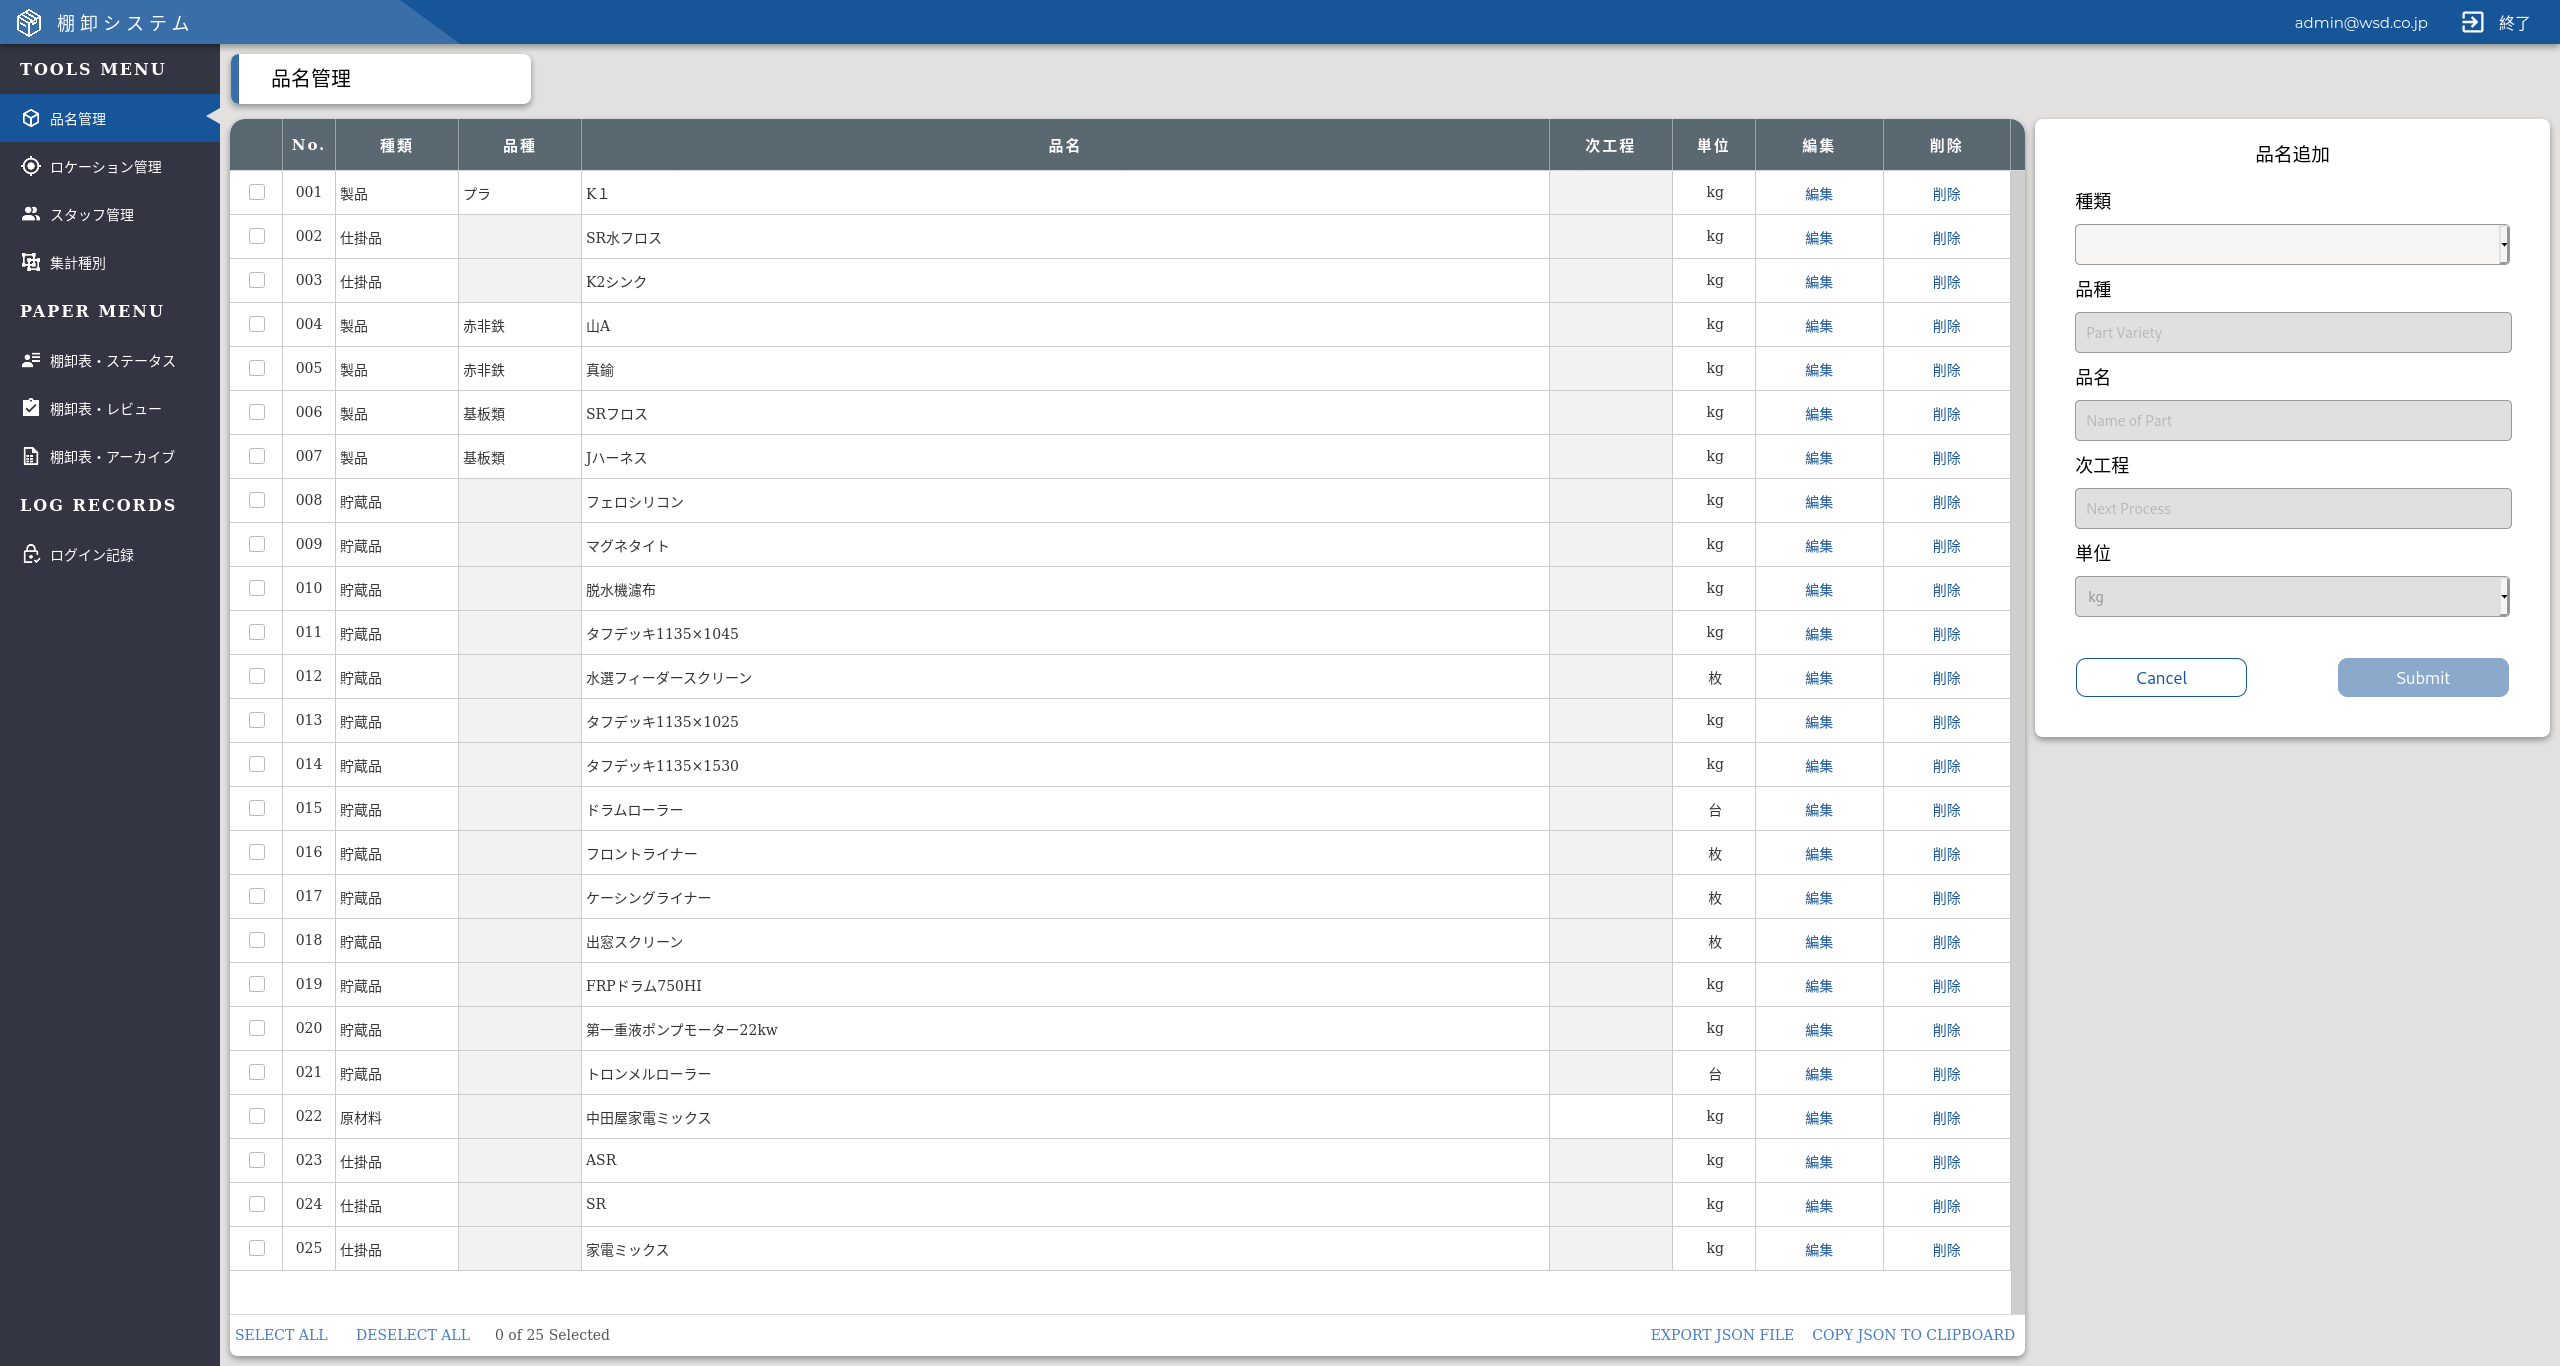 棚卸システム
admin@wsd.co.jp 終了
TOOLS MENU
品名管理
ロケーション管理
スタッフ管理
集計種別
PAPER MENU
棚卸表・ステータス
棚卸表・レビュー
棚卸表・アーカイブ
LOG RECORDS
ログイン記録
品名管理
No. 種類 品種 品名 次工程 単位 編集 削除
001 製品 プラ K１ kg 編集 削除
002 仕掛品 SR水フロス kg 編集 削除
003 仕掛品 K2シンク kg 編集 削除
004 製品 赤非鉄 山A kg 編集 削除
005 製品 赤非鉄 真鍮 kg 編集 削除
006 製品 基板類 SRフロス kg 編集 削除
007 製品 基板類 Jハーネス kg 編集 削除
008 貯蔵品 フェロシリコン kg 編集 削除
009 貯蔵品 マグネタイト kg 編集 削除
010 貯蔵品 脱水機濾布 kg 編集 削除
011 貯蔵品 タフデッキ1135×1045 kg 編集 削除
012 貯蔵品 水選フィーダースクリーン 枚 編集 削除
013 貯蔵品 タフデッキ1135×1025 kg 編集 削除
014 貯蔵品 タフデッキ1135×1530 kg 編集 削除
015 貯蔵品 ドラムローラー 台 編集 削除
016 貯蔵品 フロントライナー 枚 編集 削除
017 貯蔵品 ケーシングライナー 枚 編集 削除
018 貯蔵品 出窓スクリーン 枚 編集 削除
019 貯蔵品 FRPドラム750HI kg 編集 削除
020 貯蔵品 第一重液ポンプモーター22kw kg 編集 削除
021 貯蔵品 トロンメルローラー 台 編集 削除
022 原材料 中田屋家電ミックス kg 編集 削除
023 仕掛品 ASR kg 編集 削除
024 仕掛品 SR kg 編集 削除
025 仕掛品 家電ミックス kg 編集 削除
SELECT ALL DESELECT ALL 0 of 25 Selected EXPORT JSON FILE COPY JSON TO CLIPBOARD
品名追加
種類
品種
Part Variety
品名
Name of Part
次工程
Next Process
単位
kg
Cancel Submit